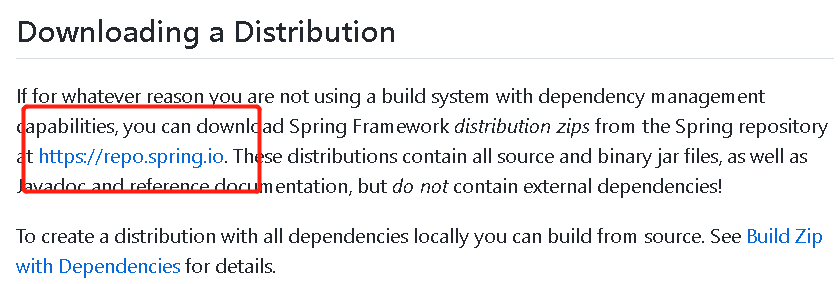 Downloading a Distribution
If for whatever reason you are not using a build system with dependency management
capabilities, you can download Spring Framework distribution zips from the Spring repository
at https://repo.spring.io. These distributions contain all source and binary jar files, as well as
Javadoc and reference documentation, but do not contain external dependencies!
To create a distribution with all dependencies locally you can build from source. See Build Zip
with Dependencies for details.